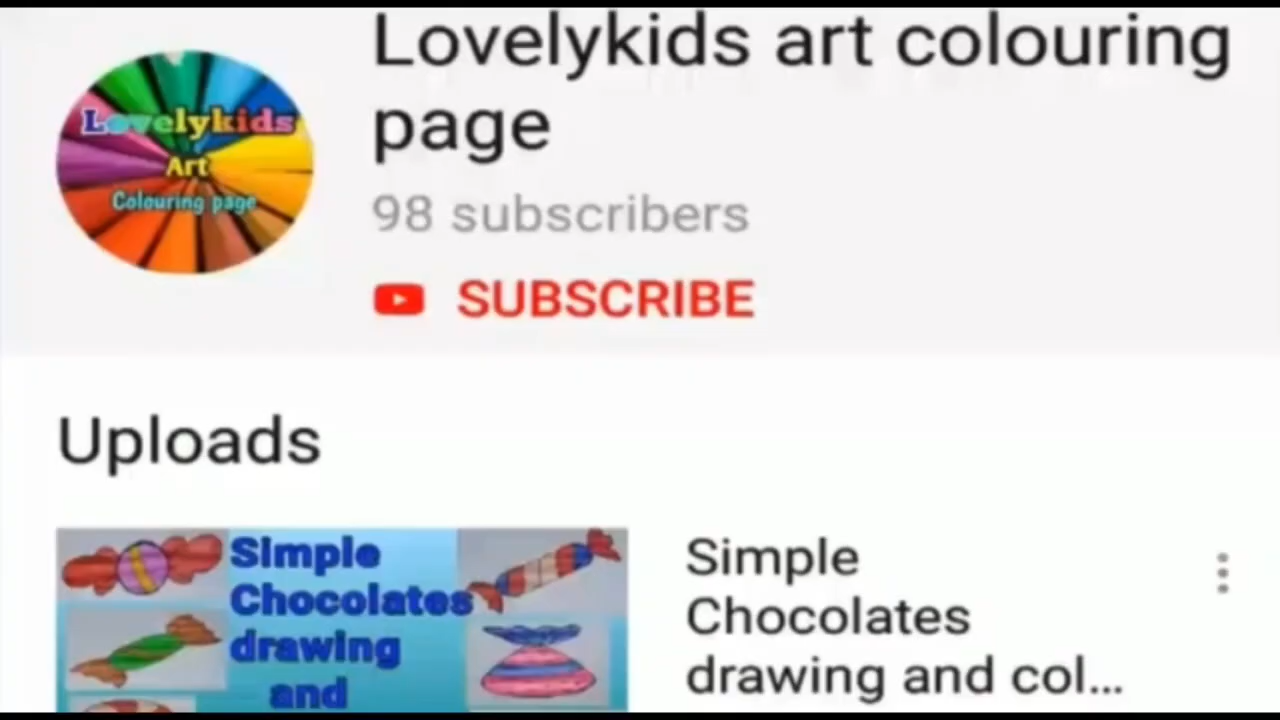 Lovelykids art colouring
page
98 subscribers
SUBSCRIBE
Lovelykids
Art
Colouring page
Uploads
Simple
Chocolates
drawing
and
Simple
Chocolates
drawing and col...